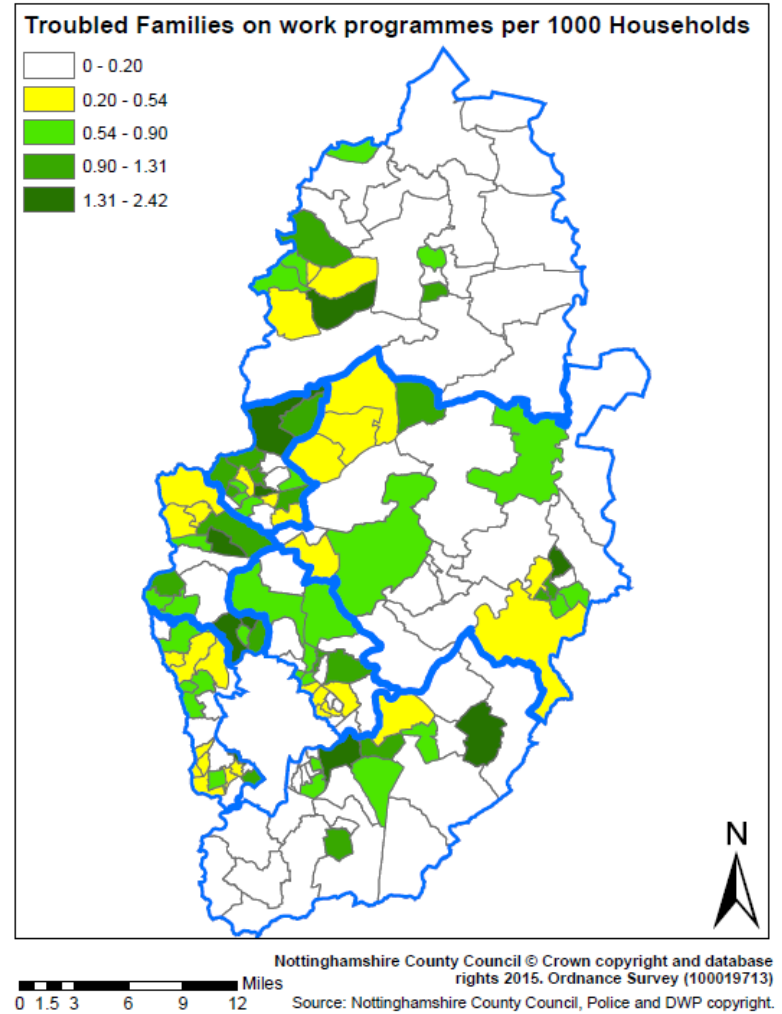 Troubled Families on work programmes per 1000 Households
0 - 0.20
0.20 - 0.54
0.54 - 0.90
0.90 - 1.31
1.31 - 2.42
N
Nottinghamshire County Council © Crown copyright and database
rights 2015. Ordnance Survey (100019713)
Miles
0 1.5 3 6 9 12
Source: Nottinghamshire County Council, Police and DWP copyright.